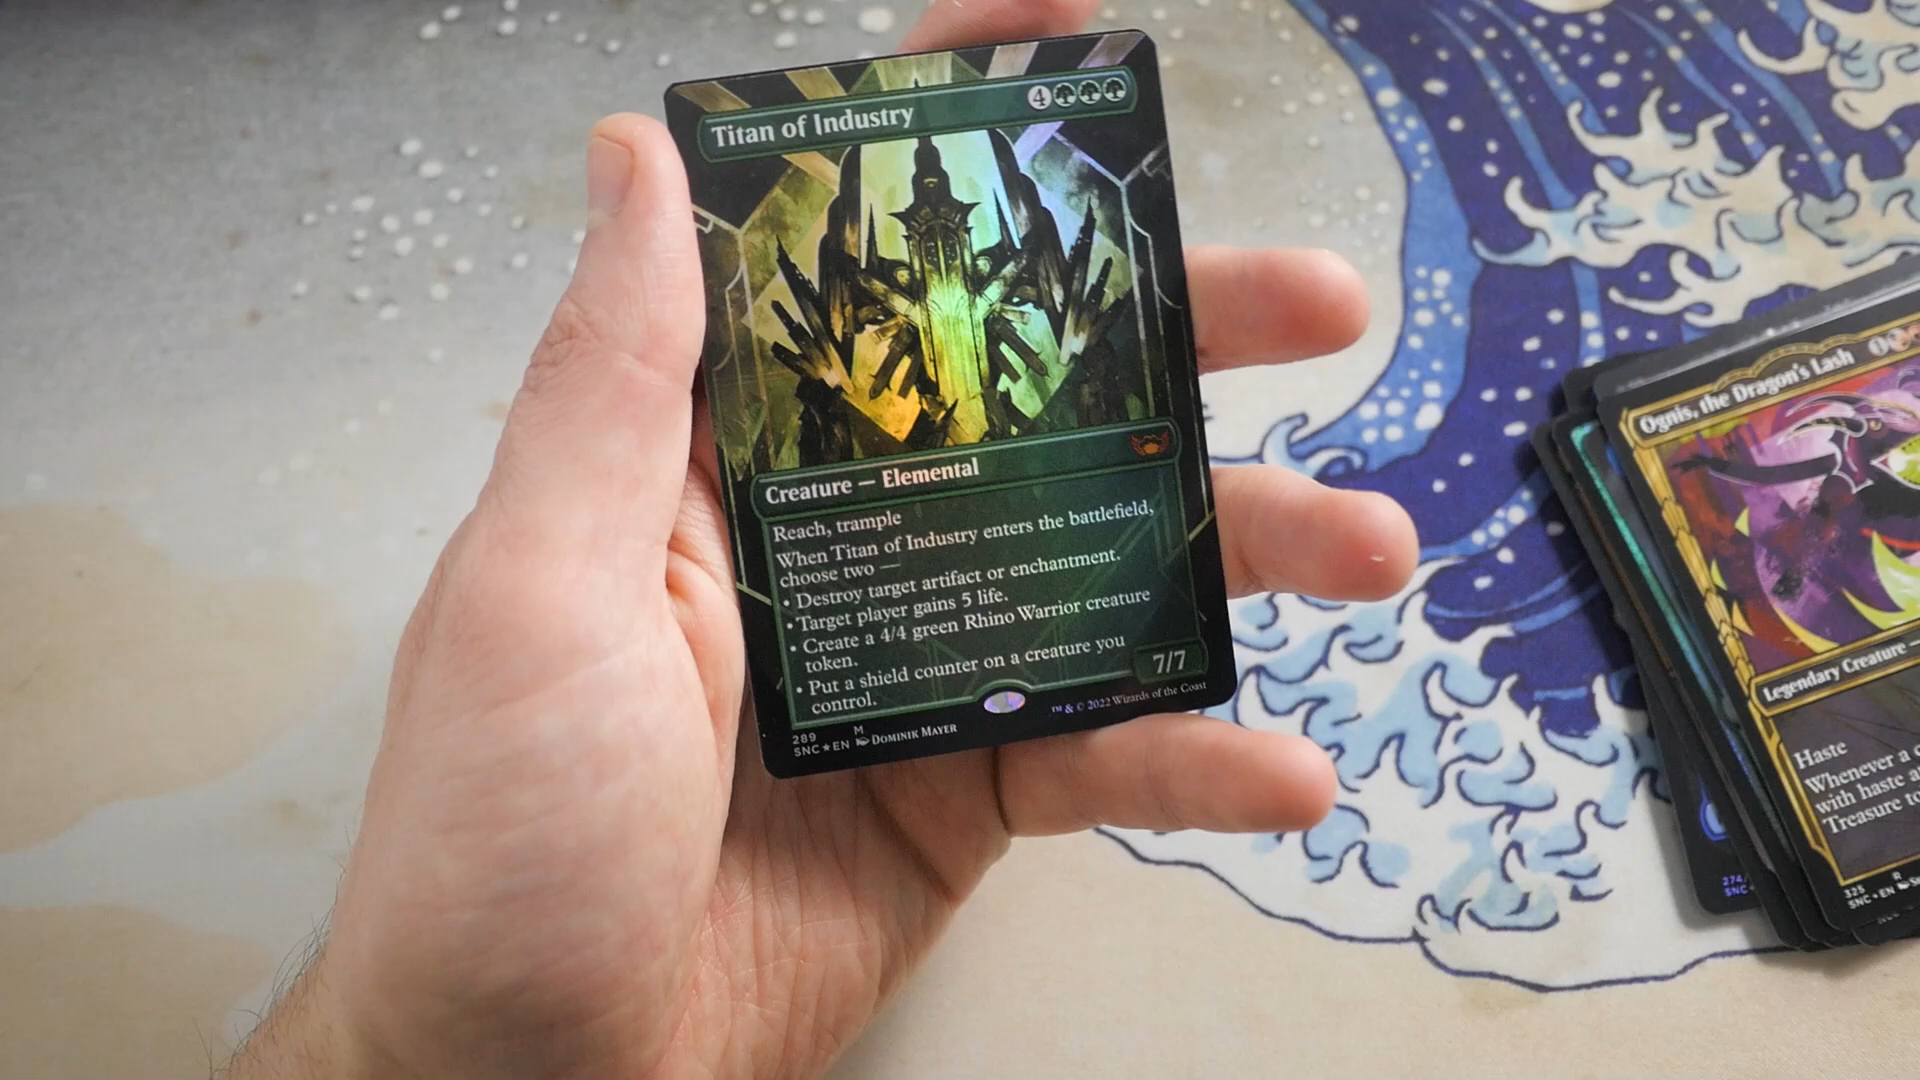 Titan of Industry
4
Creature — Elemental
Reach, trample
When Titan of Industry enters the battlefield,
choose two —
• Destroy target artifact or enchantment.
• Target player gains 5 life.
• Create a 4/4 green Rhino Warrior creature
token.
• Put a shield counter on a creature you
control.
7/7
289 M
SNC★EN DOMINIK MAYER
™ & © 2022 Wizards of the Coast
Ognis, the Dragon's Lash
1
Legendary Creature —
Haste
Whenever a c
with haste a
Treasure to
325 R
SNC • EN
274/
SNC